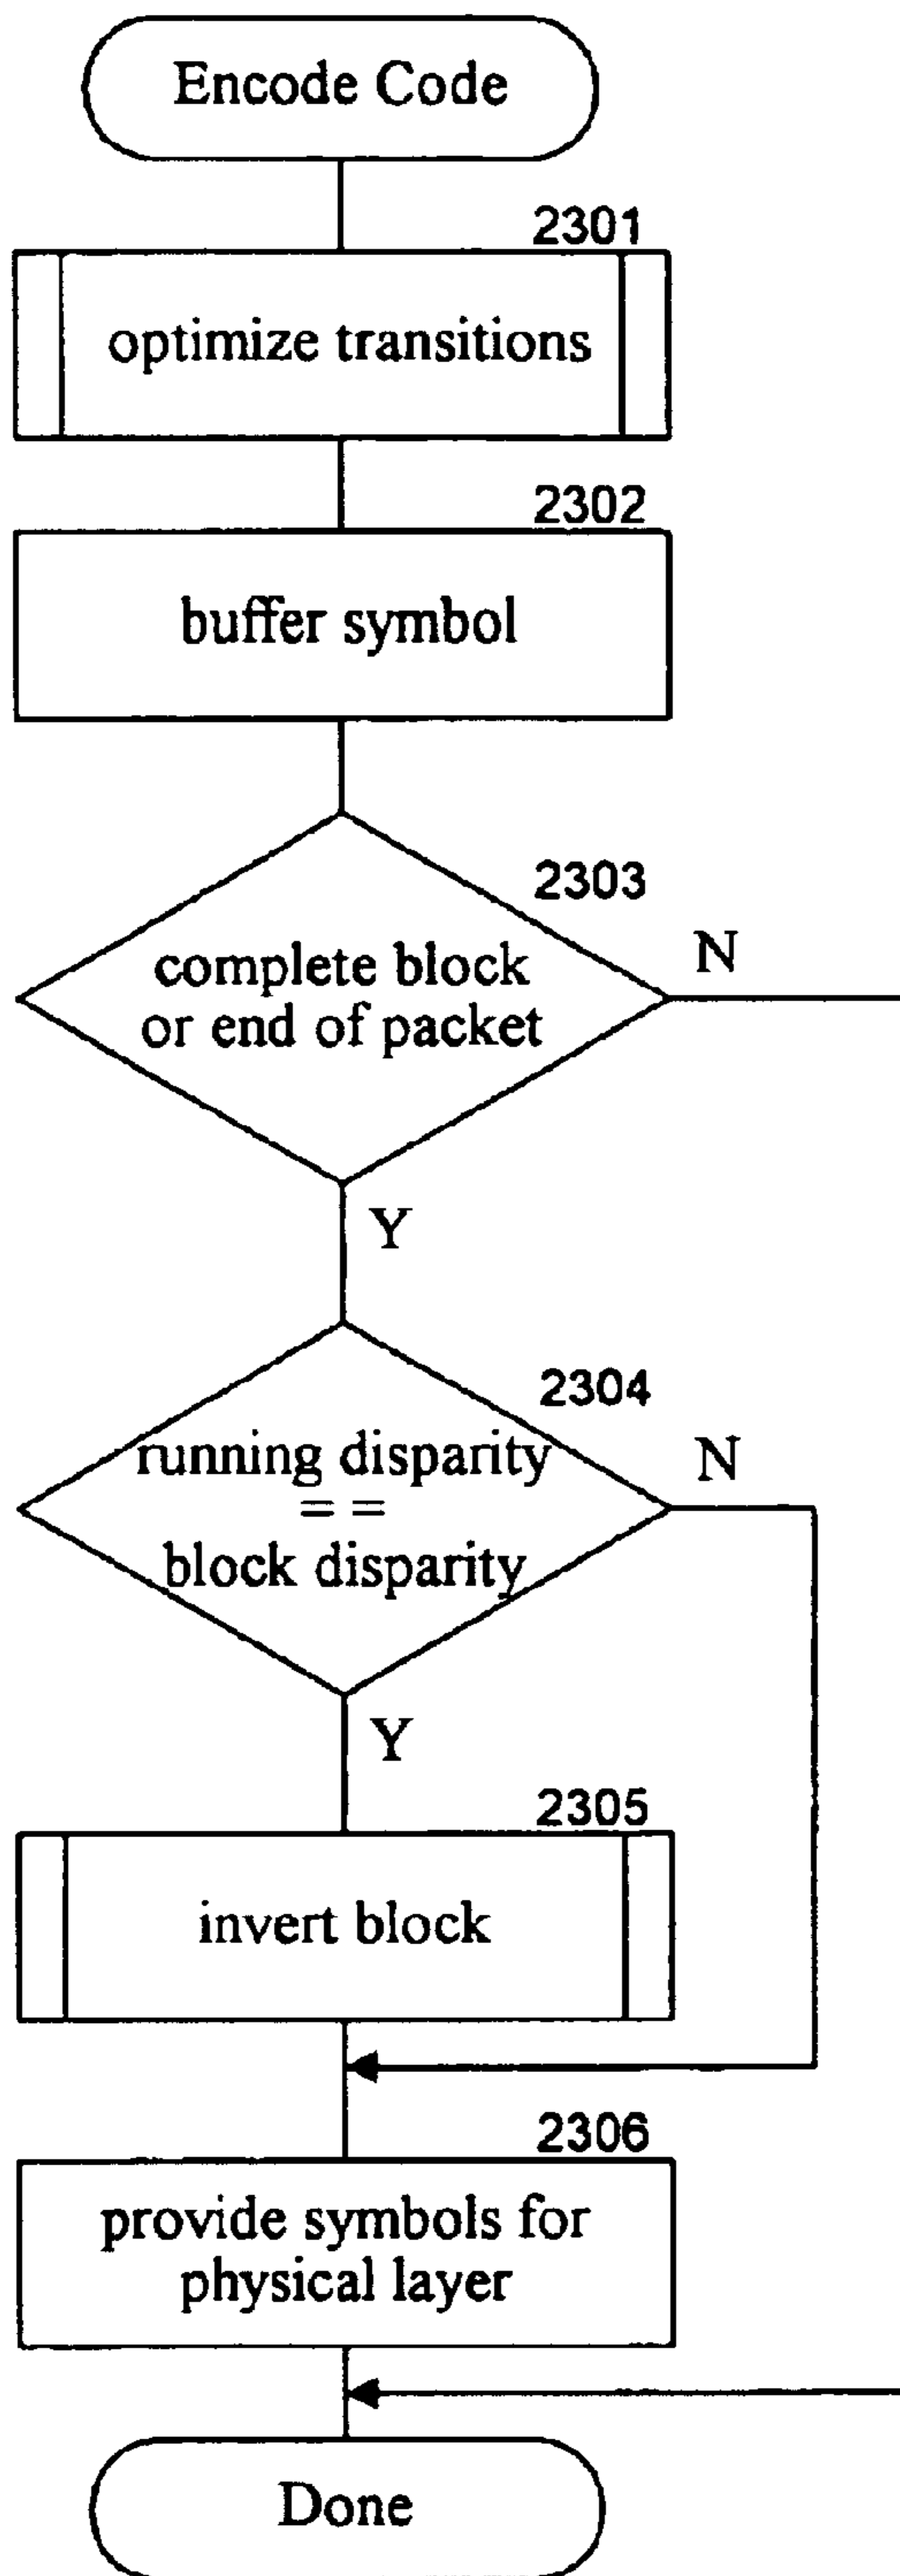 Encode Code
2301
optimize transitions
2302
buffer symbol
2303
complete block
or end of packet
N
Y
2304
running disparity
= =
block disparity
N
Y
2305
invert block
2306
provide symbols for
physical layer
Done